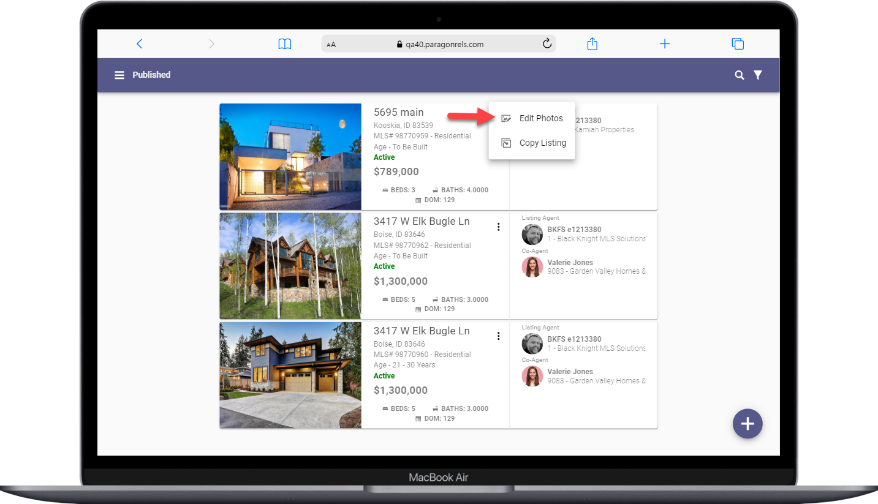 AA qa40.paragonrels.com
Published
5695 main
Kooskia, ID 83539
MLS# 98770959 - Residential
Age - To Be Built
Active
$789,000
BEDS: 3 BATHS: 4.0000
DOM: 129
Edit Photos
Copy Listing
1213380
Kamiah Properties
3417 W Elk Bugle Ln
Boise, ID 83646
MLS# 98770962 - Residential
Age - To Be Built
Active
$1,300,000
BEDS: 5 BATHS: 3.0000
DOM: 129
Listing Agent
BKFS e1213380
1 - Black Knight MLS Solutions
Co-Agent
Valerie Jones
9083 - Garden Valley Homes &
3417 W Elk Bugle Ln
Boise, ID 83646
MLS# 98770960 - Residential
Age - 21 - 30 Years
Active
$1,300,000
BEDS: 5 BATHS: 3.0000
DOM: 129
Listing Agent
BKFS e1213380
1 - Black Knight MLS Solutions
Co-Agent
Valerie Jones
9083 - Garden Valley Homes &
MacBook Air